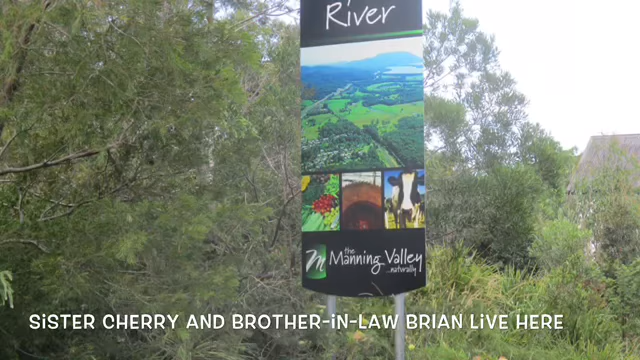 River
the
Manning Valley
...naturally
SiSTER CHERRY AND BROTHER-iN-LAW BRiAN LiVE HERE